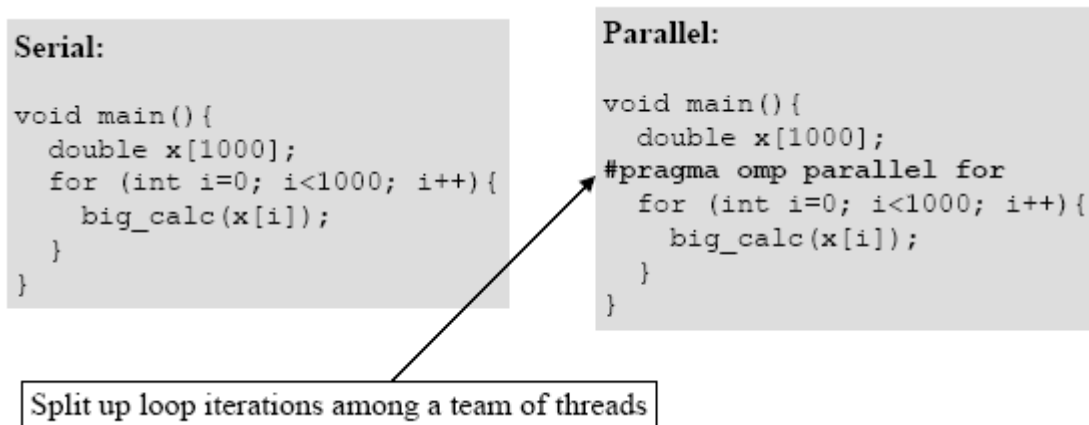 Serial:
void main(){
  double x[1000];
  for (int i=0; i<1000; i++){
    big_calc(x[i]);
  }
}
Parallel:
void main(){
  double x[1000];
#pragma omp parallel for
  for (int i=0; i<1000; i++){
    big_calc(x[i]);
  }
}
Split up loop iterations among a team of threads